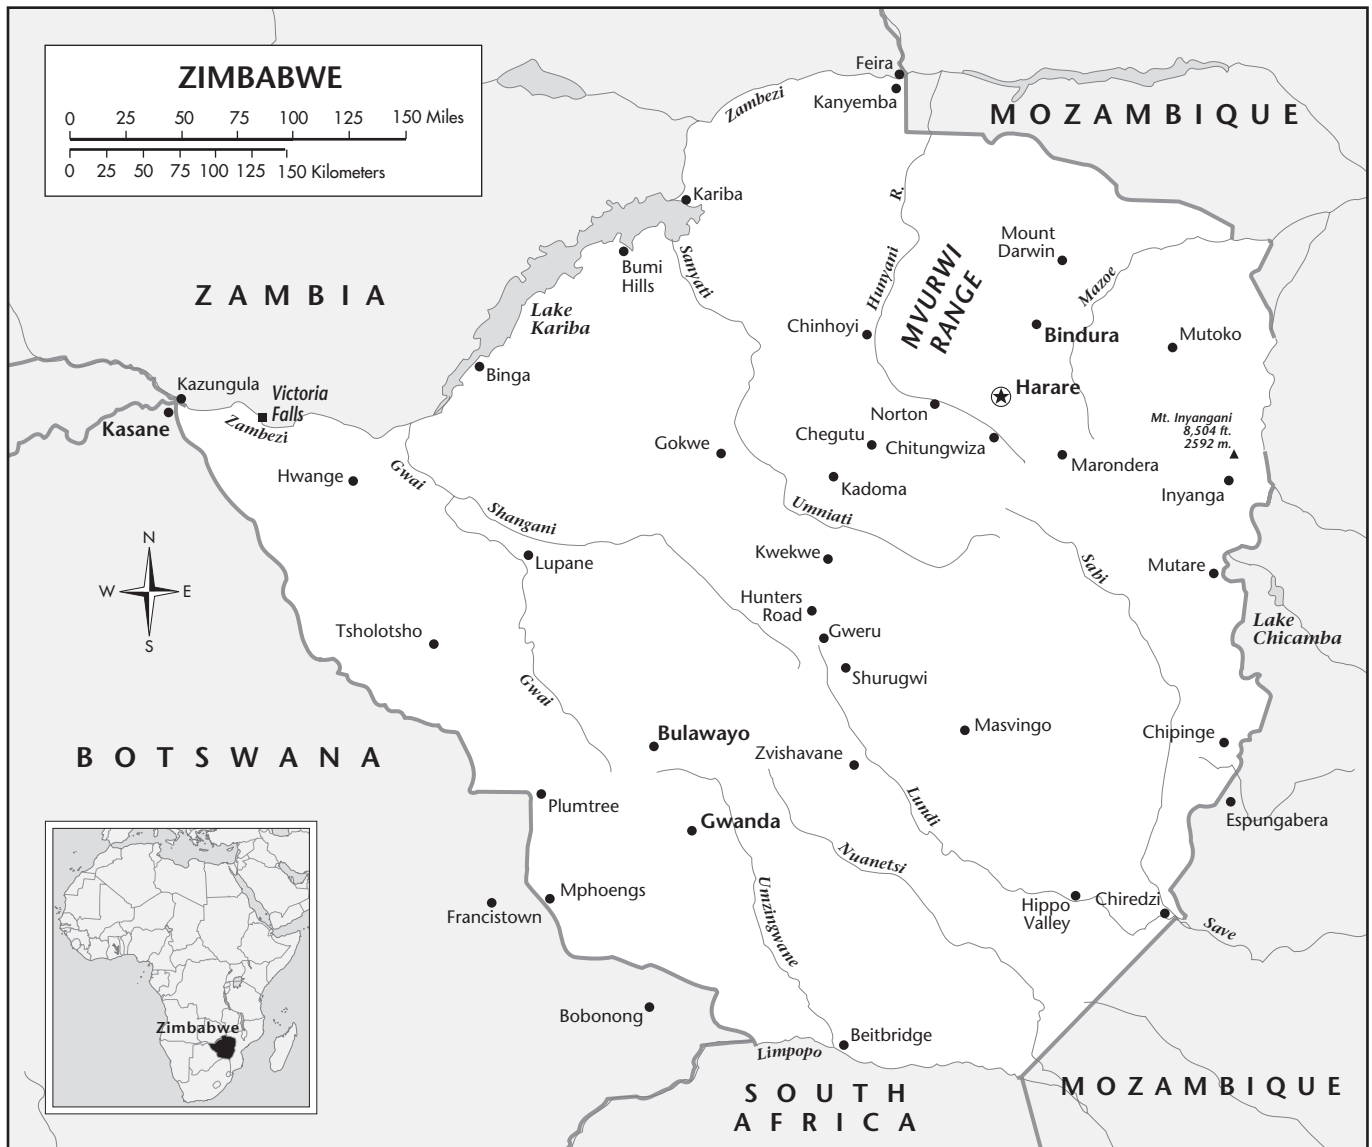 ZIMBABWE
0 25 50 75 100 125 150 Miles
0 25 50 75 100 125 150 Kilometers
Feira
Kanyemba
Zambezi
MOZAMBIQUE
Kariba
R.
Mount
Darwin
Bumi
Hills
Sanyati
Hunyani
MVURWI
RANGE
Mazoe
ZAMBIA
Lake
Kariba
Chinhoyi
Bindura
Mutoko
Binga
Kazungula
Victoria
Falls
Harare
Kasane
Zambezi
Norton
Mt. Inyangani
8,504 ft.
2592 m.
Gokwe
Chegutu
Chitungwiza
Marondera
Hwange
Gwai
Kadoma
Inyanga
Shangani
Umniati
N
W E
S
Lupane
Kwekwe
Sabi
Mutare
Hunters
Road
Tsholotsho
Gweru
Lake
Chicamba
Gwai
Shurugwi
Bulawayo
Masvingo
Chipinge
BOTSWANA
Zvishavane
Plumtree
Gwanda
Lundi
Espungabera
Nuanetsi
Mphoengs
Francistown
Umzingwane
Hippo
Valley
Chiredzi
Save
Bobonong
Zimbabwe
Beitbridge
Limpopo
SOUTH
AFRICA
MOZAMBIQUE